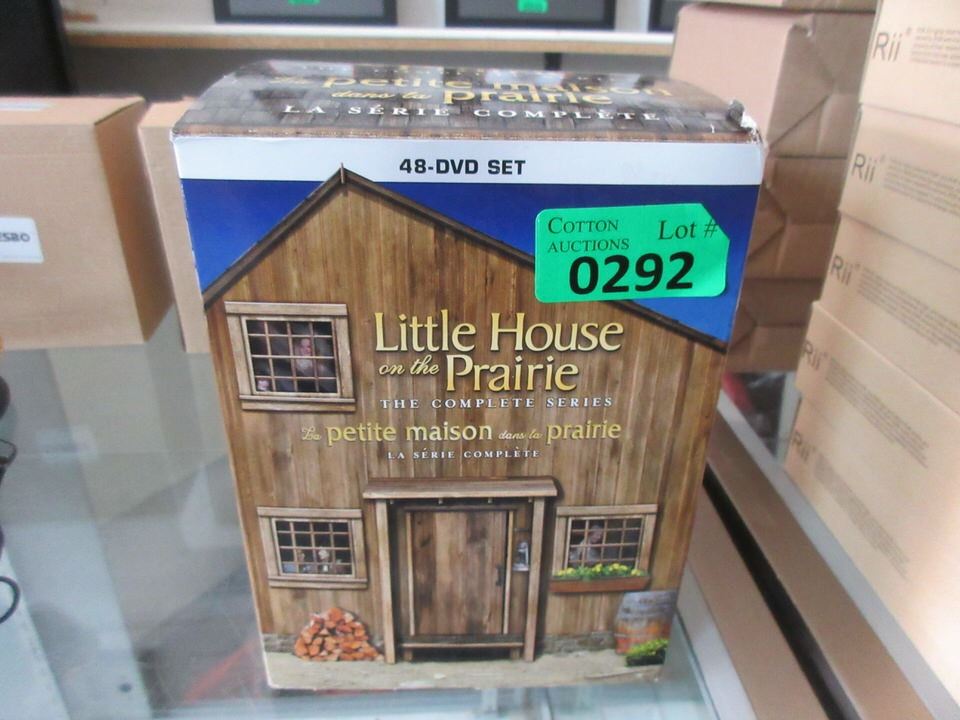 petite maison
dans la prairie
LA SÉRIE COMPLÈTE
48-DVD SET
COTTON
AUCTIONS
Lot #
0292
Little House
on the Prairie
THE COMPLETE SERIES
La petite maison dans la prairie
LA SÉRIE COMPLÈTE
Rii
Rii
Rii
Rii
Rii